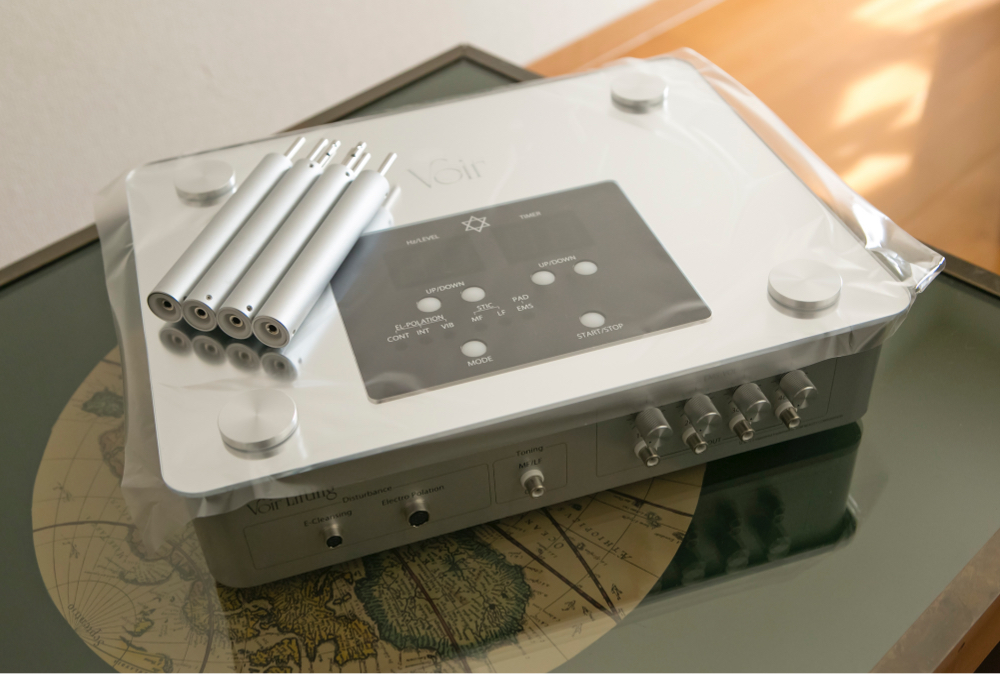 Voir
Hz/LEVEL
TIMER
UP/DOWN
UP/DOWN
EL-POLATION
STIC
PAD
CONT INT VIB
MF LF
EMS
START/STOP
MODE
Voir Lifting
Disturbance
E-Cleansing
Electro Polation
Tuning
MF/LF